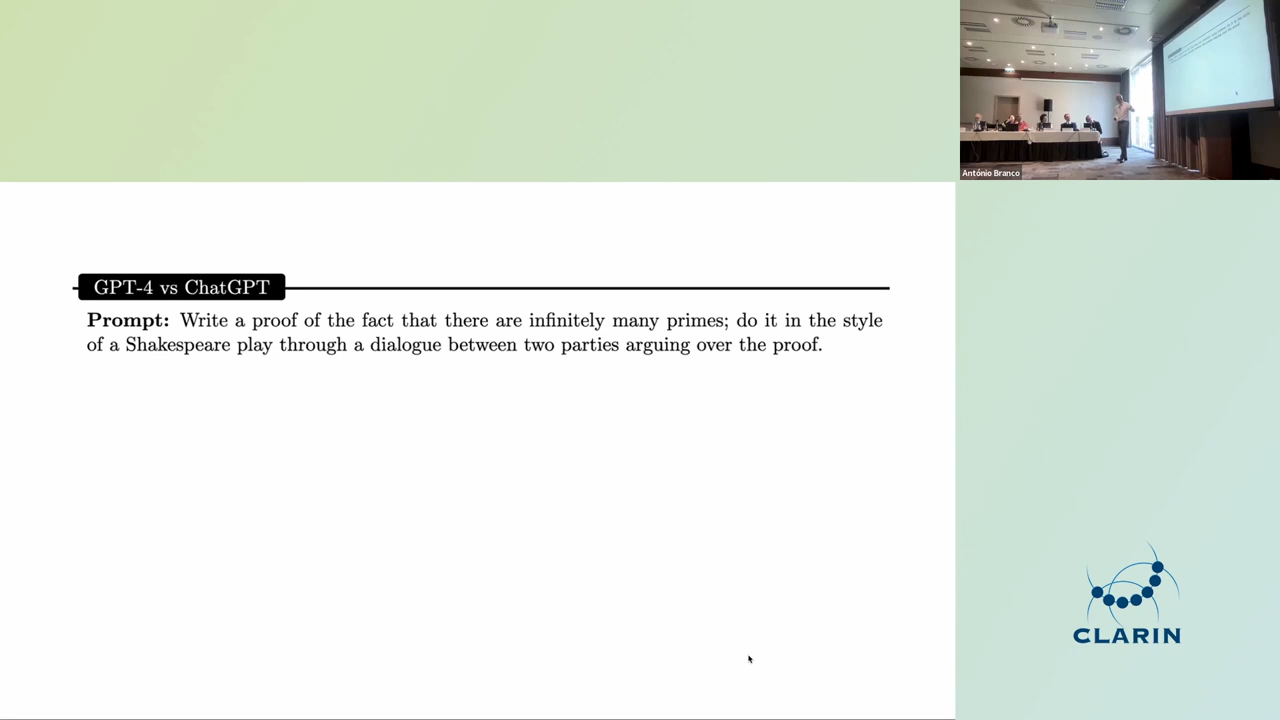 António Branco
GPT-4 vs ChatGPT
Prompt: Write a proof of the fact that there are infinitely many primes; do it in the style
of a Shakespeare play through a dialogue between two parties arguing over the proof.
CLARIN